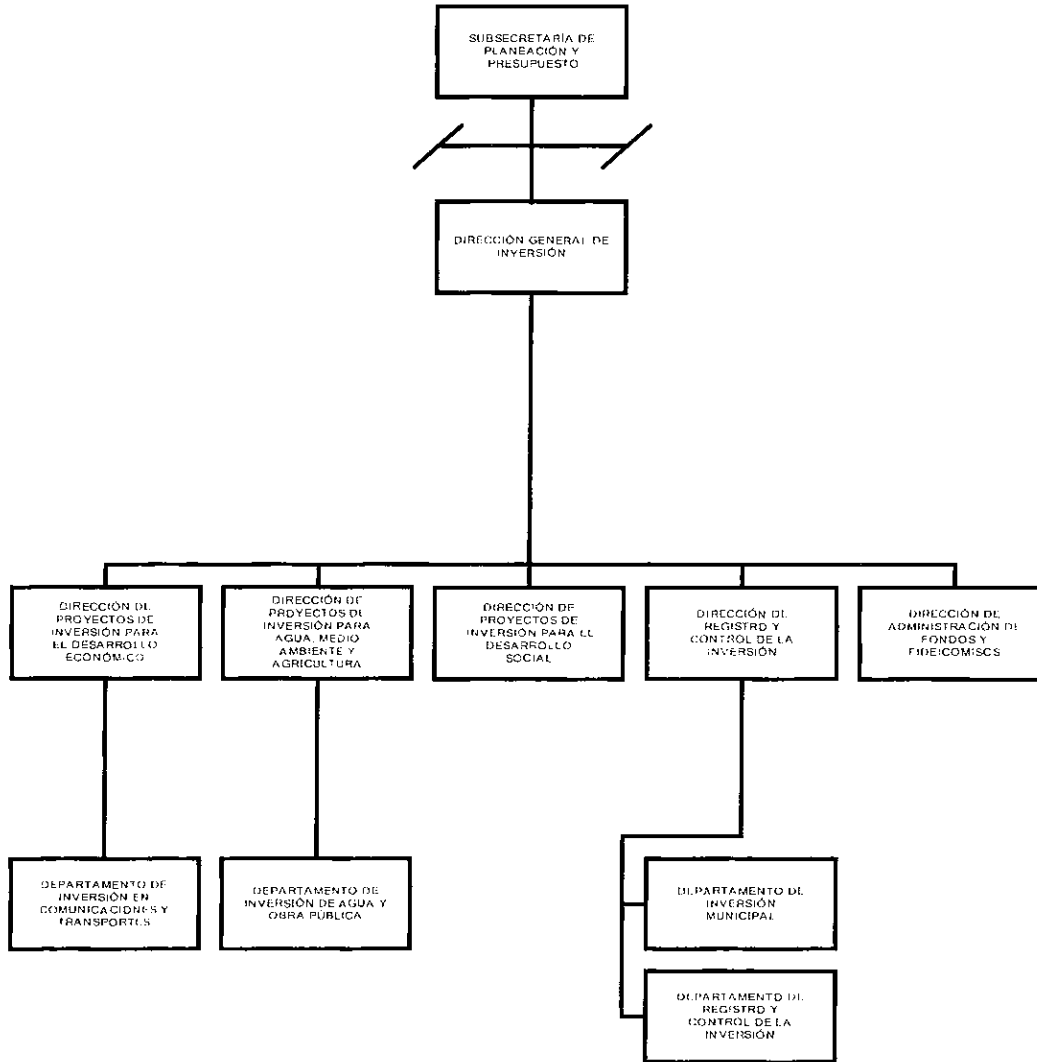 SUBSECRETARÍA DE
PLANEACIÓN Y
PRESUPUESTO
DIRECCIÓN GENERAL DE
INVERSIÓN
DIRECCIÓN DE
PROYECTOS DE
INVERSIÓN PARA
EL DESARROLLO
ECONÓMICO
DIRECCIÓN DE
PROYECTOS DE
INVERSIÓN PARA
AGUA, MEDIO
AMBIENTE Y
AGRICULTURA
DIRECCIÓN DE
PROYECTOS DE
INVERSIÓN PARA EL
DESARROLLO
SOCIAL
DIRECCIÓN DE
REGISTRO Y
CONTROL DE LA
INVERSIÓN
DIRECCIÓN DE
ADMINISTRACIÓN DE
FONDOS Y
FIDEICOMISOS
DEPARTAMENTO DE
INVERSIÓN EN
COMUNICACIONES Y
TRANSPORTES
DEPARTAMENTO DE
INVERSIÓN DE AGUA Y
OBRA PÚBLICA
DEPARTAMENTO DE
INVERSIÓN
MUNICIPAL
DEPARTAMENTO DE
REGISTRO Y
CONTROL DE LA
INVERSIÓN